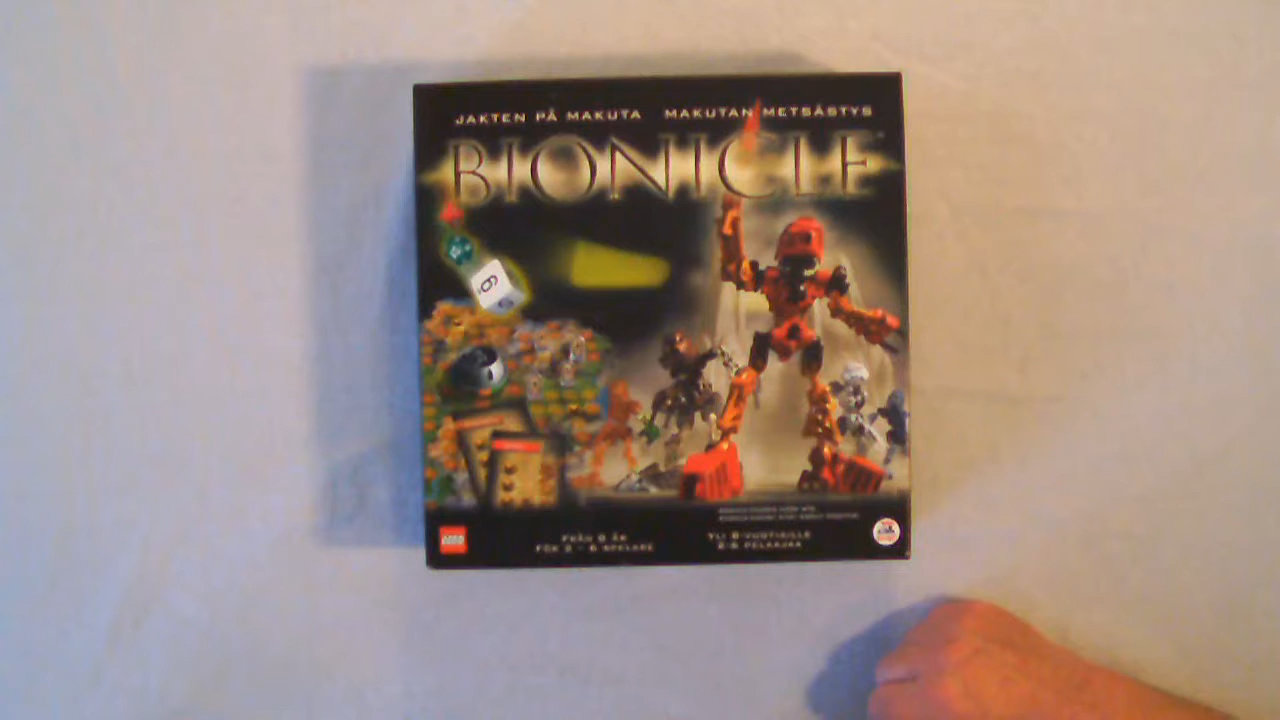 JAKTEN PÅ MAKUTA MAKUTAN METSÄSTYS
BIONICLE
6
LEGO
FRÅN 8 ÅR
FÖR 2 - 6 SPELARE
YLI 8-VUOTIAILLE
2-6 PELAAJAA